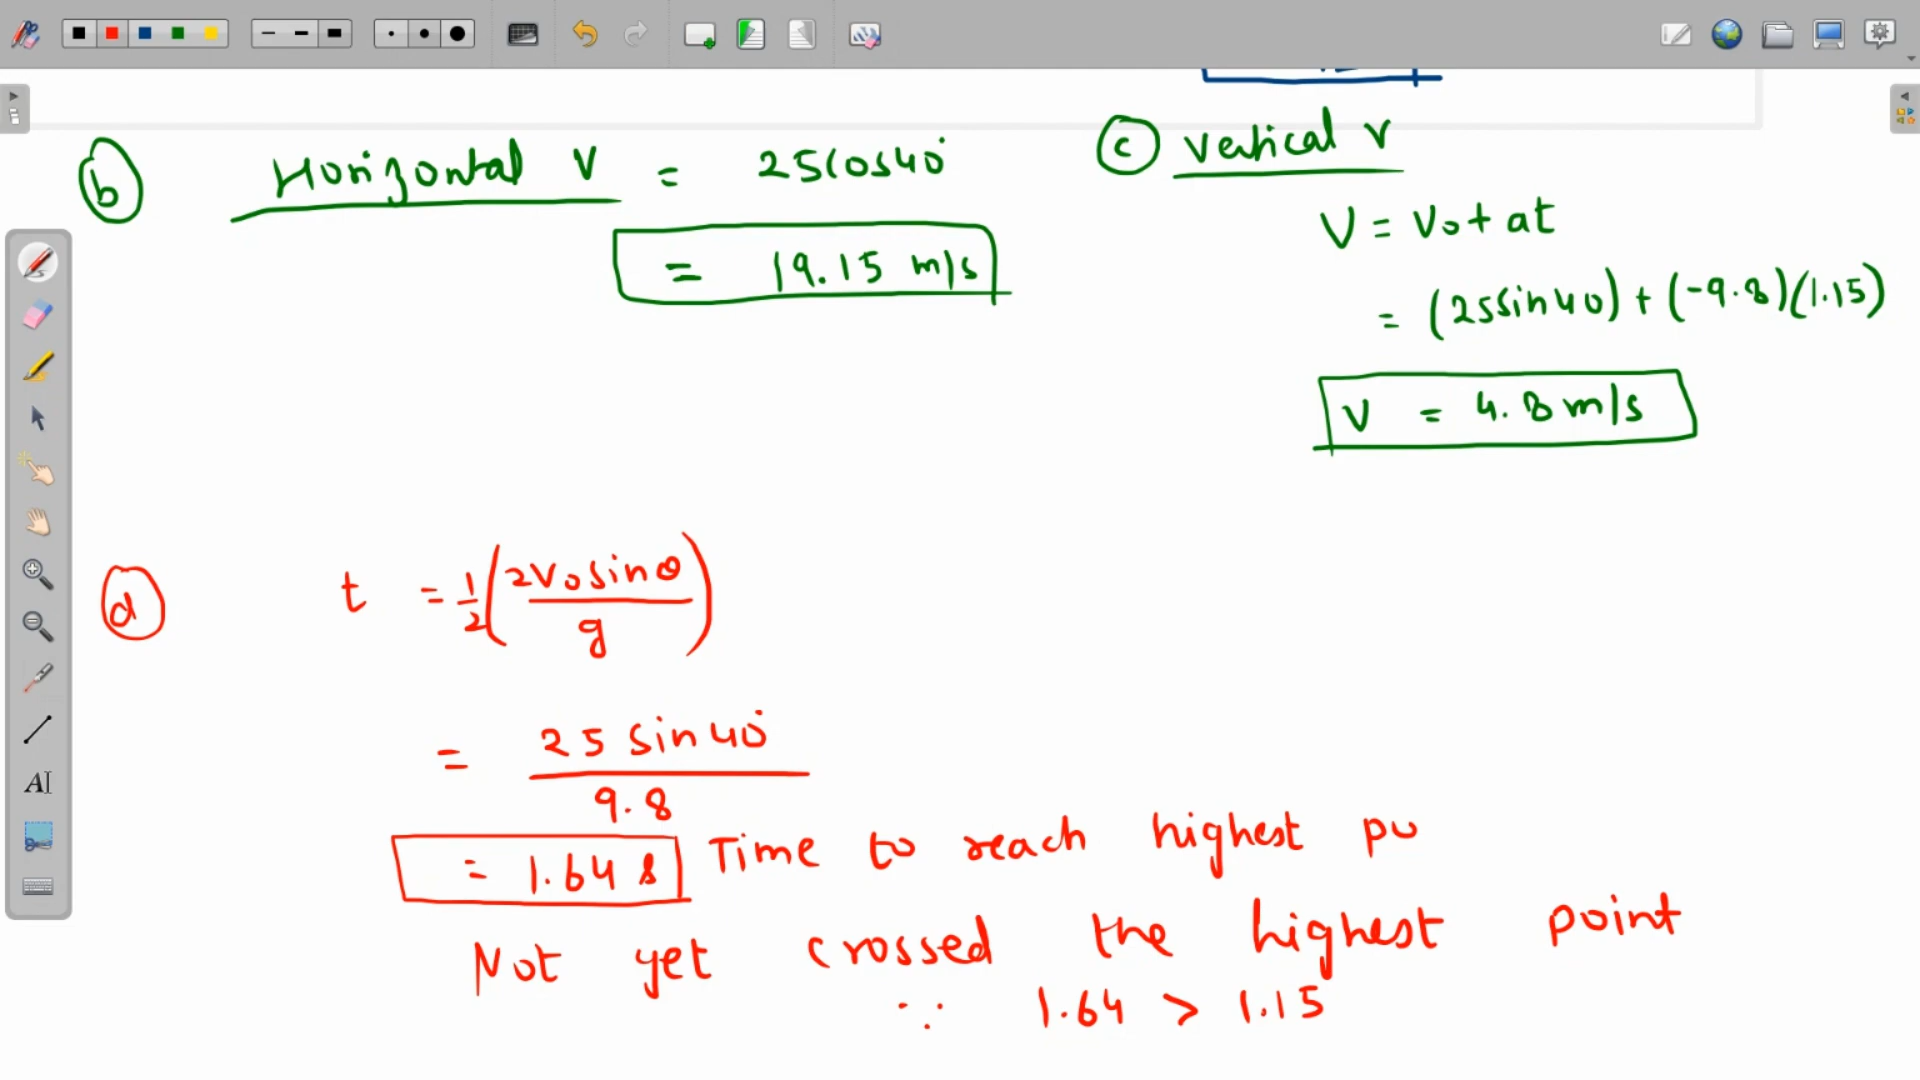 b Horizontal v = 25cos40°
= 19.15 m/s
c vertical v
V = V0 + at
= (25sin40) + (-9.8)(1.15)
V = 4.8 m/s
d t = 1/2 (2V0sinθ/g)
= 25 sin40°/9.8
= 1.64 s Time to reach highest po
Not yet crossed the highest point
∵ 1.64 > 1.15
AI